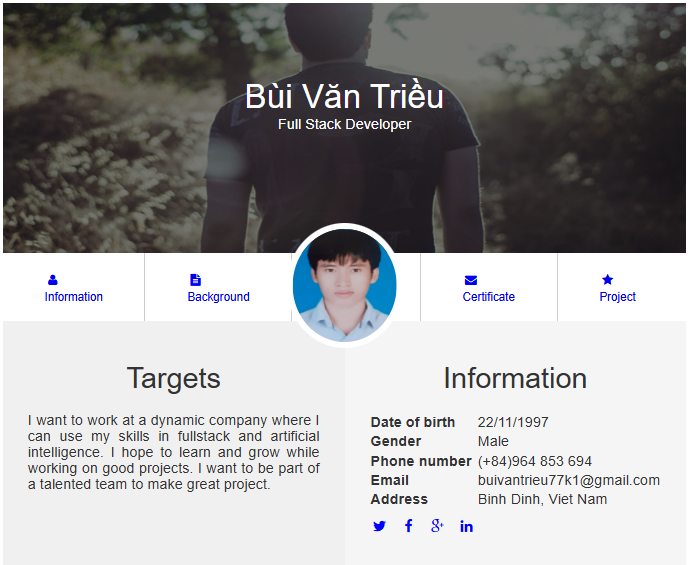 Bùi Văn Triều
Full Stack Developer
Information
Background
Certificate
Project
Targets
I want to work at a dynamic company where I
can use my skills in fullstack and artificial
intelligence. I hope to learn and grow while
working on good projects. I want to be part of
a talented team to make great project.
Information
Date of birth 22/11/1997
Gender Male
Phone number (+84)964 853 694
Email buivantrieu77k1@gmail.com
Address Binh Dinh, Viet Nam